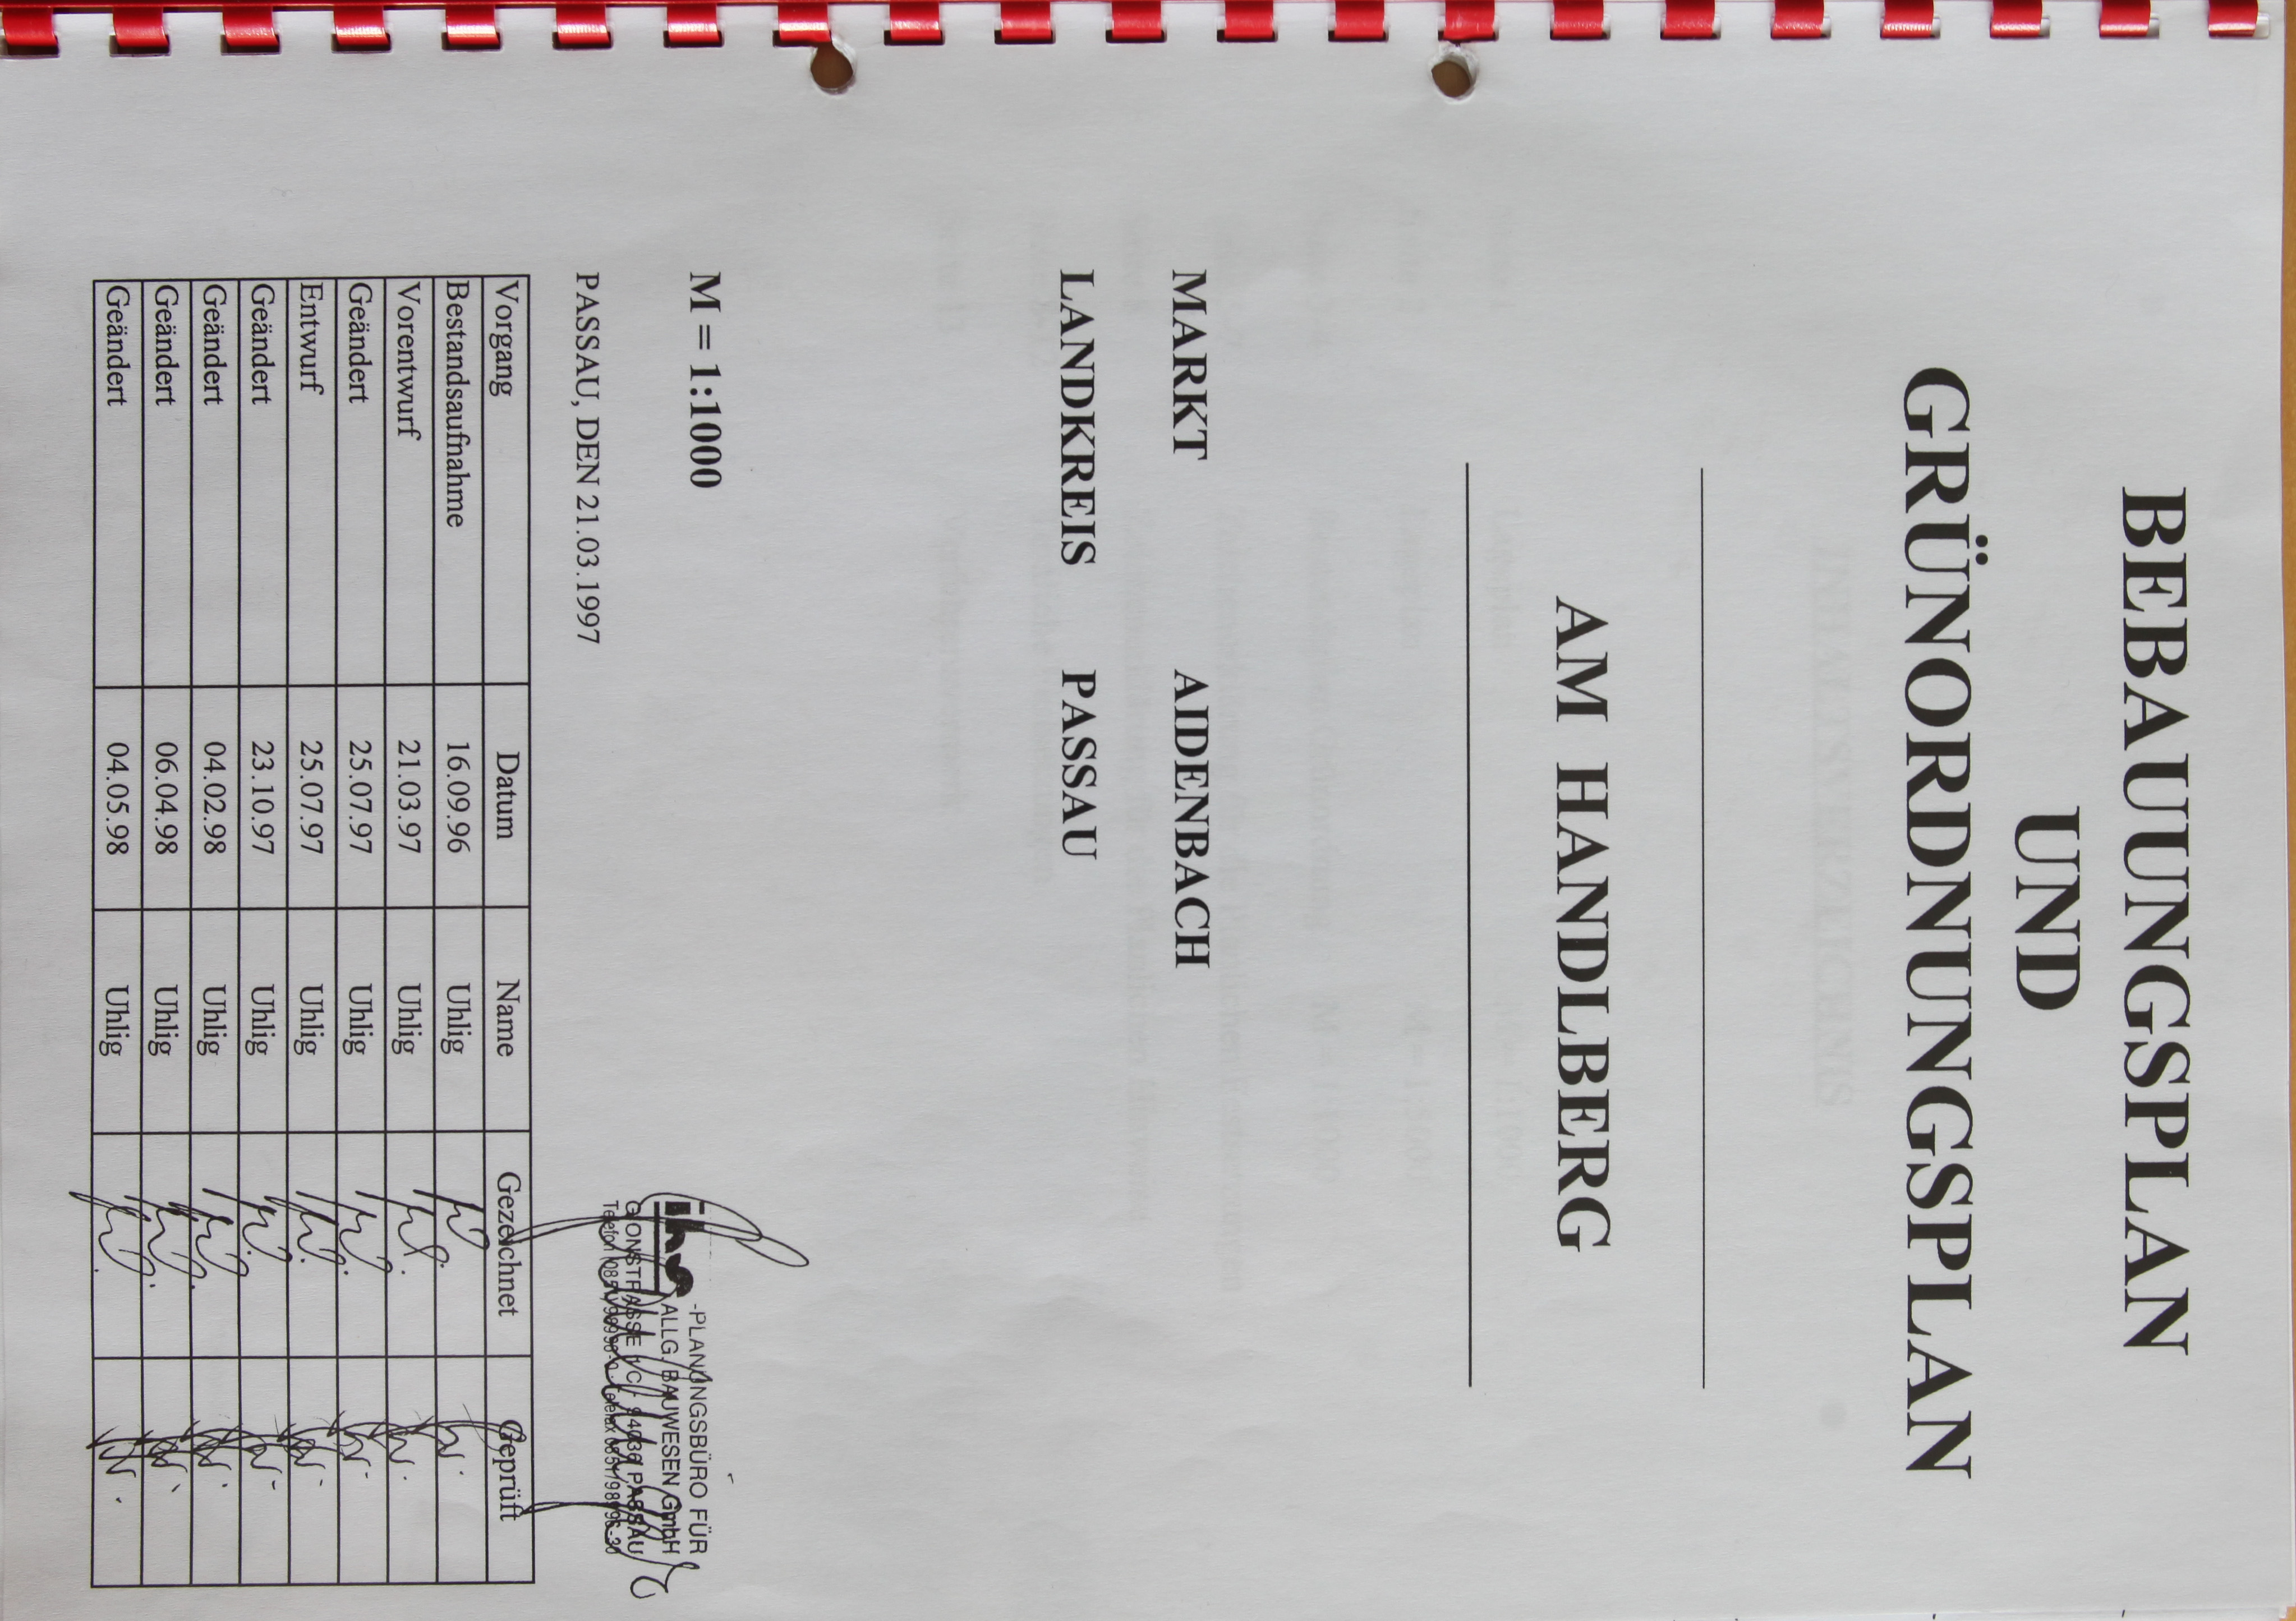 BEBAUUNGSPLAN
UND
GRÜNORDNUNGSPLAN
AM HANDLBERG
MARKT AIDENBACH
LANDKREIS PASSAU
M = 1:1000
-PLANUNGSBÜRO FÜR
iks ALLG. BAUWESEN GmbH
94036 PASSAU
PASSAU, DEN 21.03.1997
Vorgang Datum Name Gezeichnet Geprüft
Bestandsaufnahme 16.09.96 Uhlig
Vorentwurf 21.03.97 Uhlig
Geändert 25.07.97 Uhlig
Entwurf 25.07.97 Uhlig
Geändert 23.10.97 Uhlig
Geändert 04.02.98 Uhlig
Geändert 06.04.98 Uhlig
Geändert 04.05.98 Uhlig